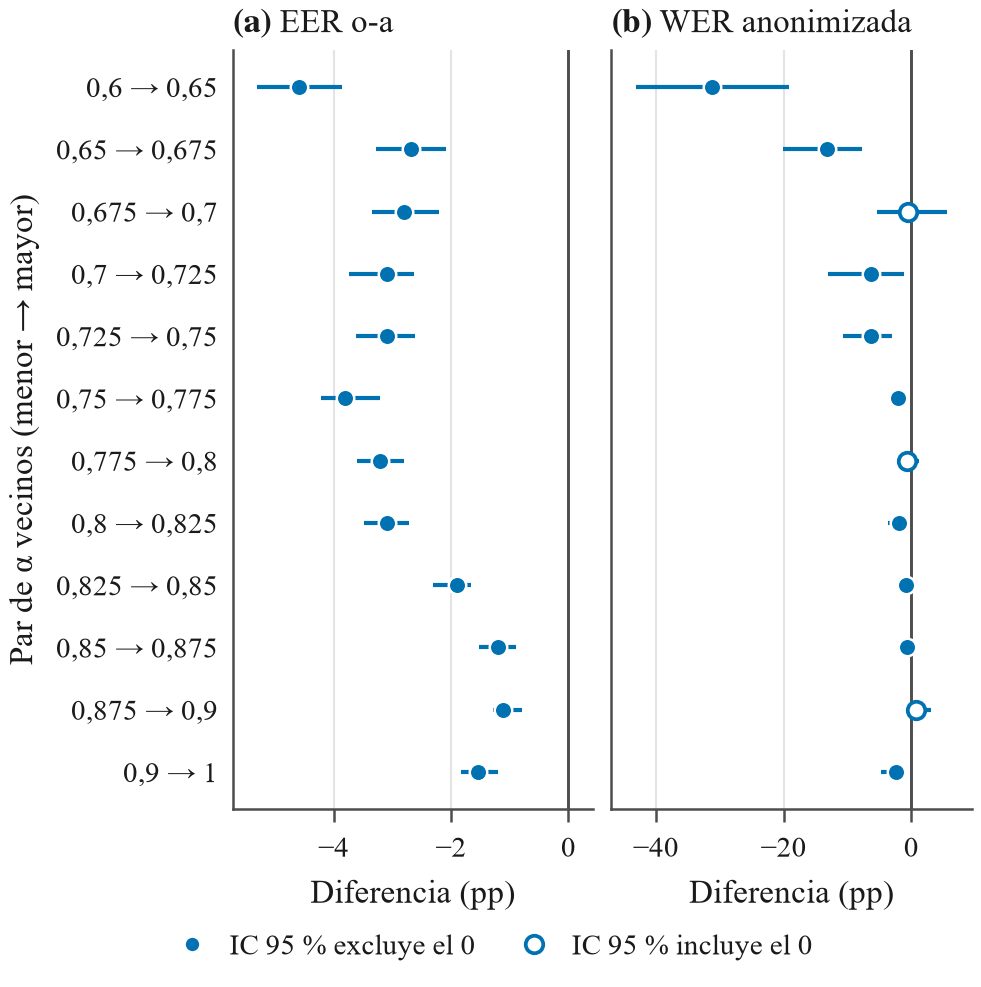 (a) EER o-a
(b) WER anonimizada
Par de α vecinos (menor → mayor)
0,6 → 0,65
0,65 → 0,675
0,675 → 0,7
0,7 → 0,725
0,725 → 0,75
0,75 → 0,775
0,775 → 0,8
0,8 → 0,825
0,825 → 0,85
0,85 → 0,875
0,875 → 0,9
0,9 → 1
−4 −2 0
−40 −20 0
Diferencia (pp)
Diferencia (pp)
IC 95 % excluye el 0
IC 95 % incluye el 0